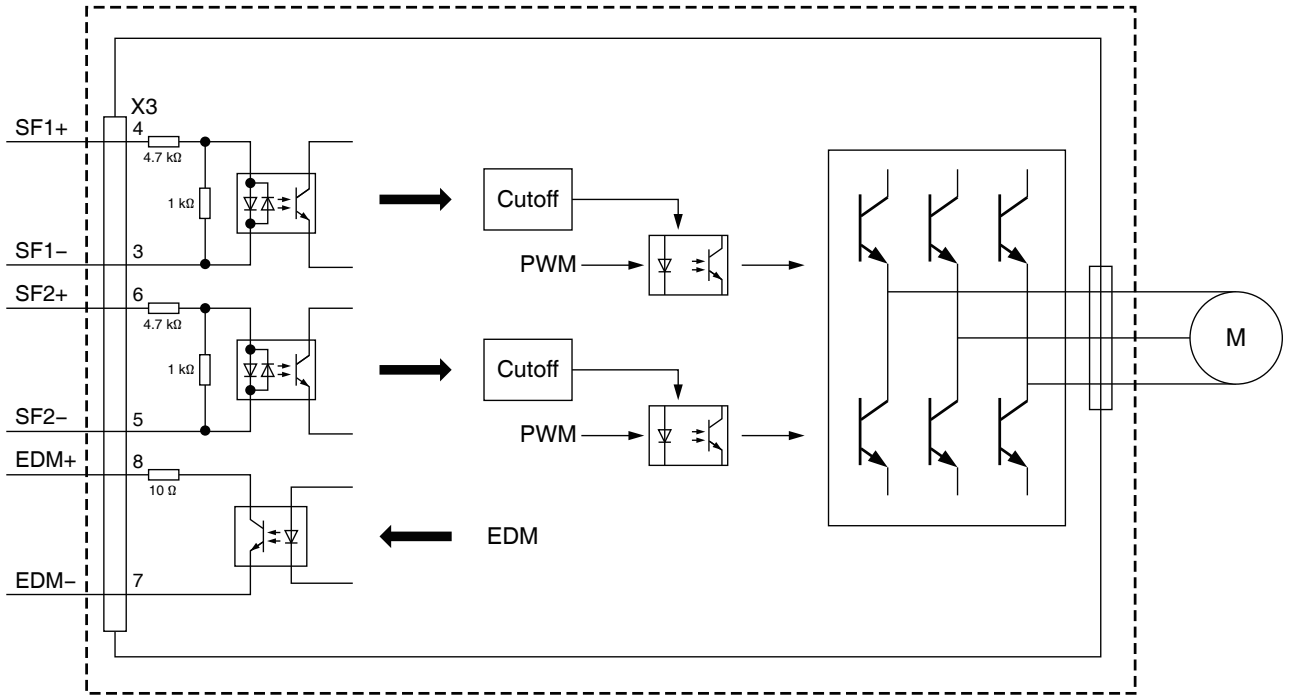 X3
SF1+
4
4.7 kΩ
1 kΩ
SF1−
3
Cutoff
PWM
SF2+
6
4.7 kΩ
1 kΩ
SF2−
5
Cutoff
PWM
EDM+
8
10 Ω
EDM
EDM−
7
M